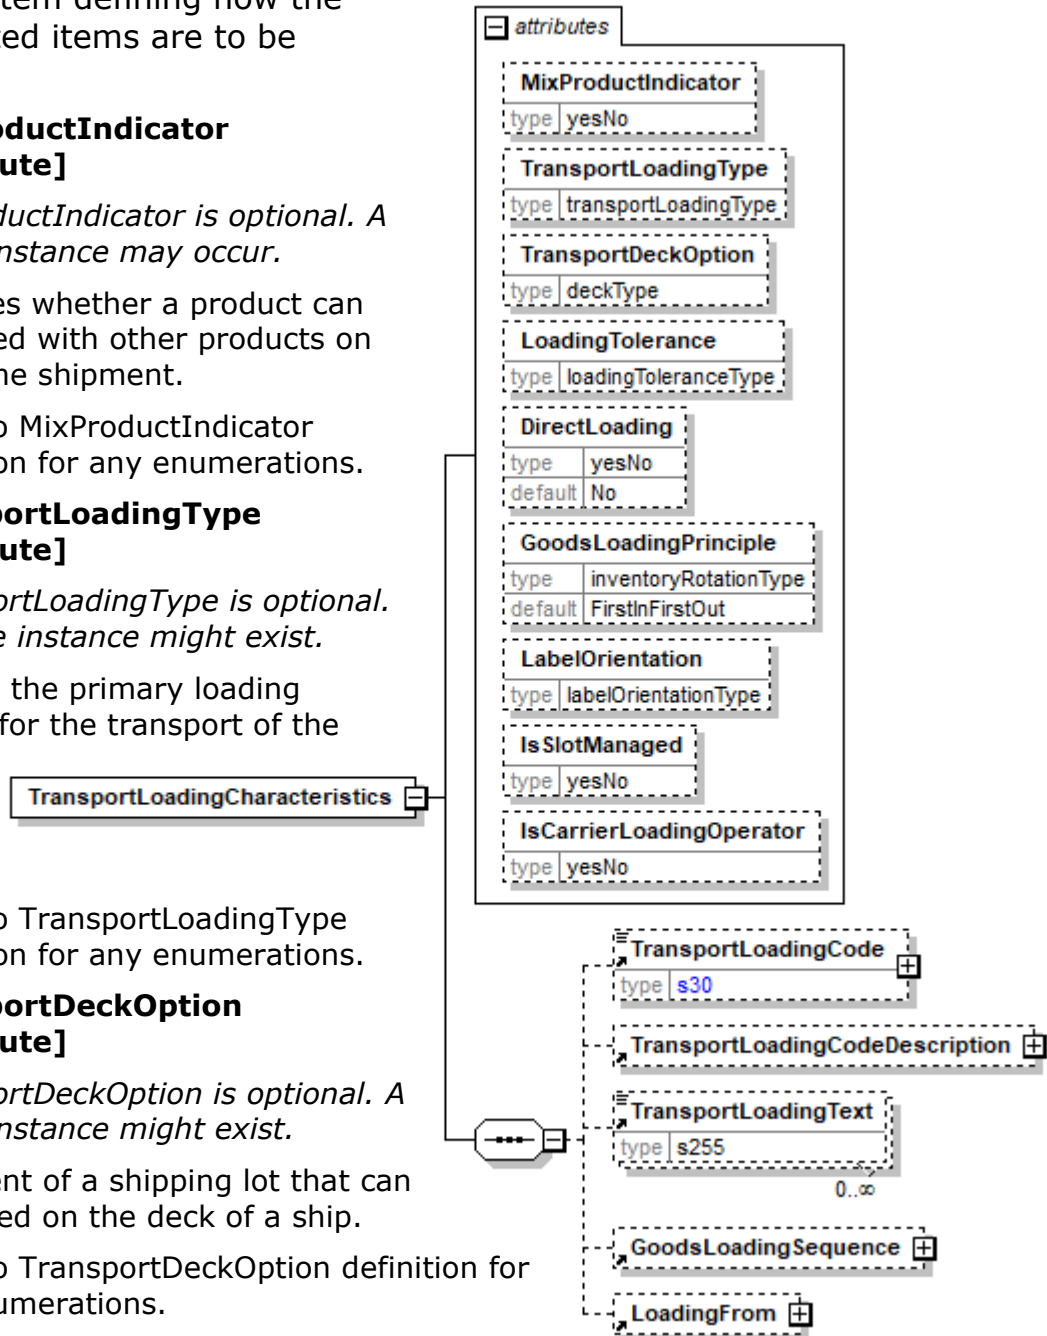 tem defining how the
ted items are to be
oductIndicator
ute]
ductIndicator is optional. A
nstance may occur.
es whether a product can
ed with other products on
ne shipment.
o MixProductIndicator
on for any enumerations.
portLoadingType
ute]
ortLoadingType is optional.
e instance might exist.
the primary loading
for the transport of the
TransportLoadingCharacteristics
o TransportLoadingType
on for any enumerations.
portDeckOption
ute]
ortDeckOption is optional. A
nstance might exist.
ent of a shipping lot that can
ed on the deck of a ship.
o TransportDeckOption definition for
numerations.
attributes
MixProductIndicator
type yesNo
TransportLoadingType
type transportLoadingType
TransportDeckOption
type deckType
LoadingTolerance
type loadingToleranceType
DirectLoading
type yesNo
default No
GoodsLoadingPrinciple
type inventoryRotationType
default FirstInFirstOut
LabelOrientation
type labelOrientationType
IsSlotManaged
type yesNo
IsCarrierLoadingOperator
type yesNo
TransportLoadingCode
type s30
TransportLoadingCodeDescription
TransportLoadingText
type s255
0..∞
GoodsLoadingSequence
LoadingFrom